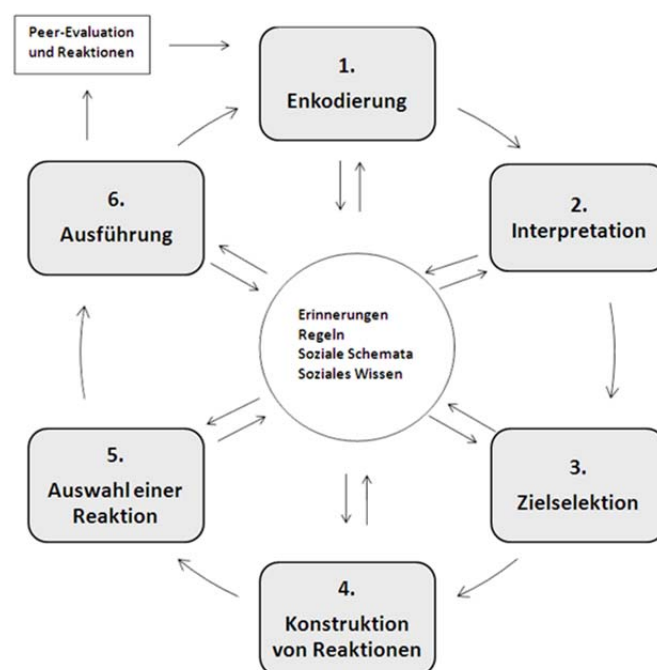 Peer-Evaluation
und Reaktionen
1.
Enkodierung
2.
Interpretation
3.
Zielselektion
4.
Konstruktion
von Reaktionen
5.
Auswahl einer
Reaktion
6.
Ausführung
Erinnerungen
Regeln
Soziale Schemata
Soziales Wissen